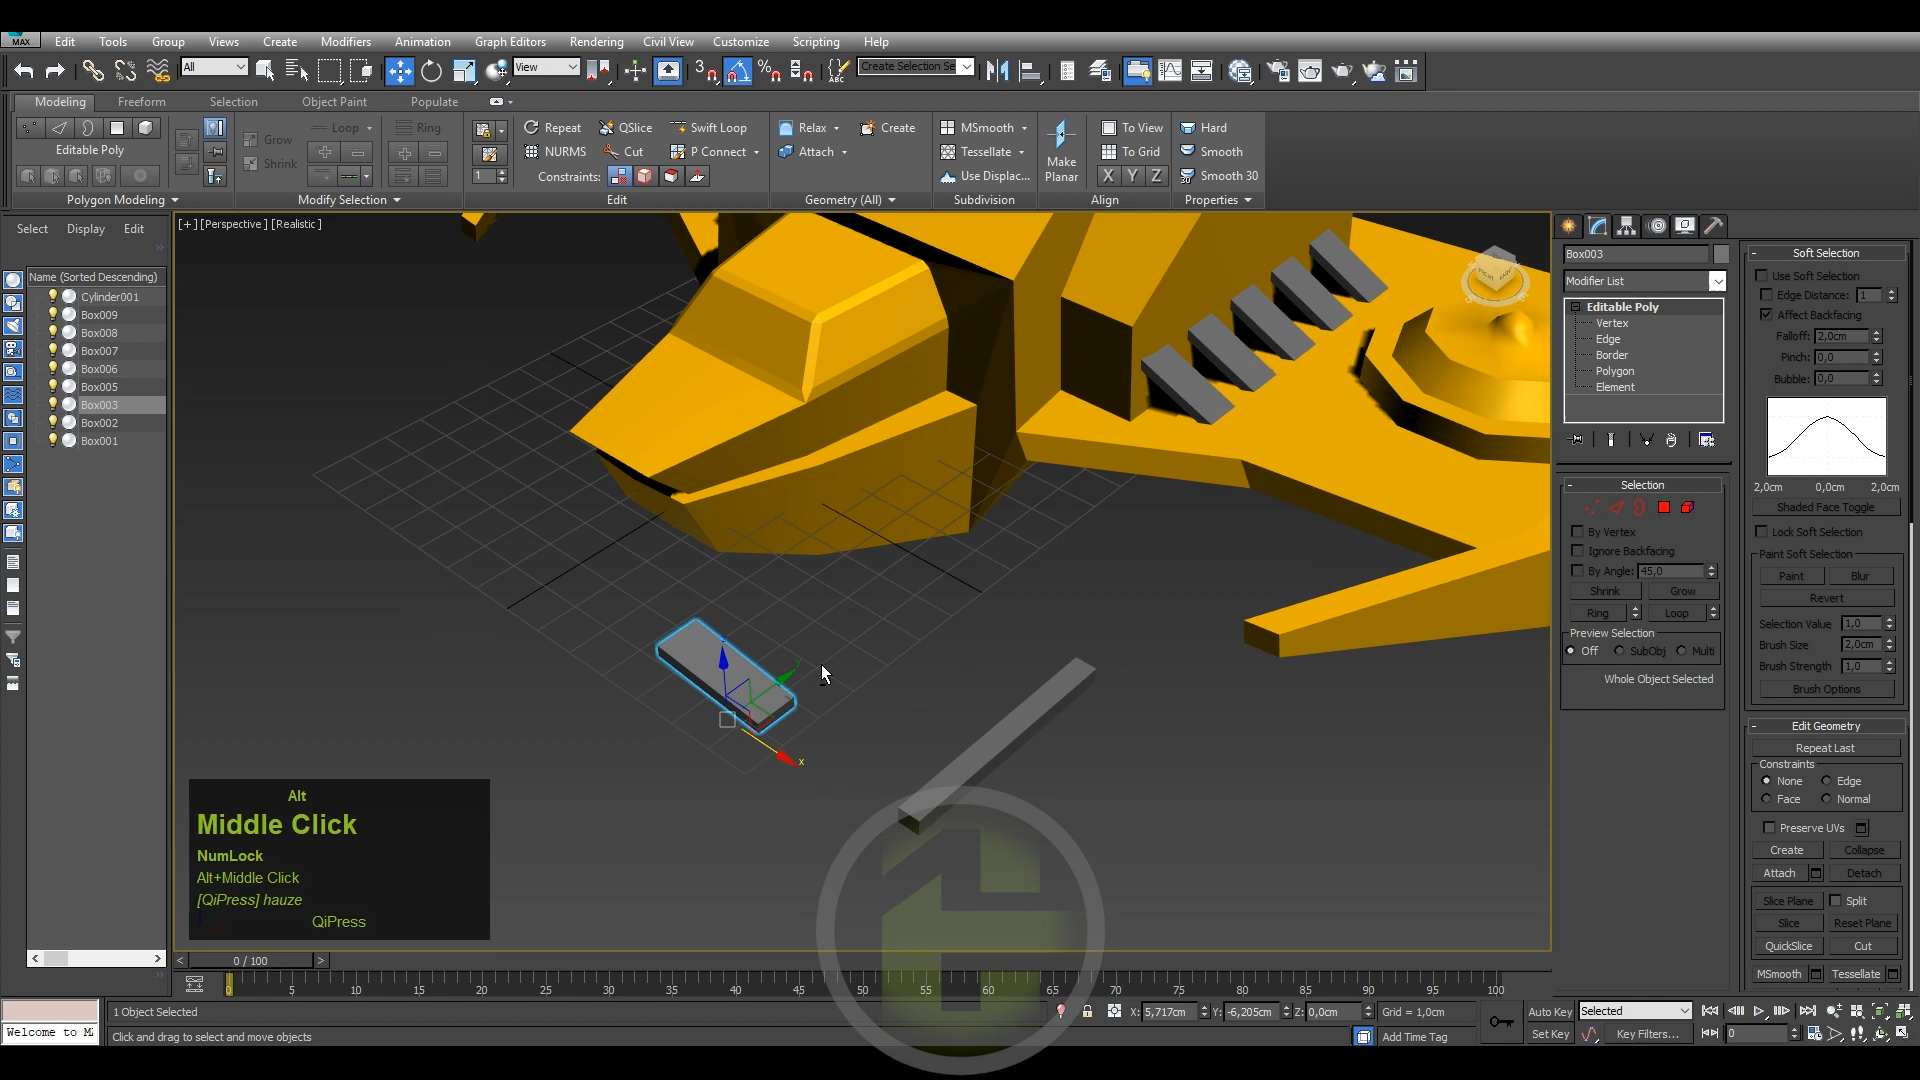 MAX
Edit Tools Group Views Create Modifiers Animation Graph Editors Rendering Civil View Customize Scripting Help
All View 3 Create Selection Se
Modeling Freeform Selection Object Paint Populate
Editable Poly
Polygon Modeling
Grow Loop Ring
Shrink
Modify Selection
1
Repeat QSlice Swift Loop
NURMS Cut P Connect
Constraints:
Edit
Relax Create
Attach
Geometry (All)
MSmooth
Tessellate
Use Displac...
Subdivision
Make Planar
To View
To Grid
X Y Z
Align
Hard
Smooth
Smooth 30
Properties
Select Display Edit
Name (Sorted Descending)
Cylinder001
Box009
Box008
Box007
Box006
Box005
Box003
Box002
Box001
[+] [Perspective] [Realistic]
x
y
Alt
Middle Click
NumLock
Alt+Middle Click
[QiPress] hauze
QiPress
Box003
Modifier List
Editable Poly
Vertex
Edge
Border
Polygon
Element
Selection
By Vertex
Ignore Backfacing
By Angle: 45,0
Shrink Grow
Ring Loop
Preview Selection
Off SubObj Multi
Whole Object Selected
Soft Selection
Use Soft Selection
Edge Distance: 1
Affect Backfacing
Falloff: 2,0cm
Pinch: 0,0
Bubble: 0,0
2,0cm 0,0cm 2,0cm
Shaded Face Toggle
Lock Soft Selection
Paint Soft Selection
Paint Blur
Revert
Selection Value 1,0
Brush Size 2,0cm
Brush Strength 1,0
Brush Options
Edit Geometry
Repeat Last
Constraints
None Edge
Face Normal
Preserve UVs
Create Collapse
Attach Detach
Slice Plane Split
Slice Reset Plane
QuickSlice Cut
MSmooth Tessellate
< 0 / 100 >
0 5 10 15 20 25 30 35 40 45 50 55 60 65 70 75 80 85 90 95 100
1 Object Selected
X: 5,717cm Y: -6,205cm Z: 0,0cm Grid = 1,0cm
Auto Key Selected
Welcome to M
Click and drag to select and move objects
Add Time Tag
Set Key Key Filters... 0